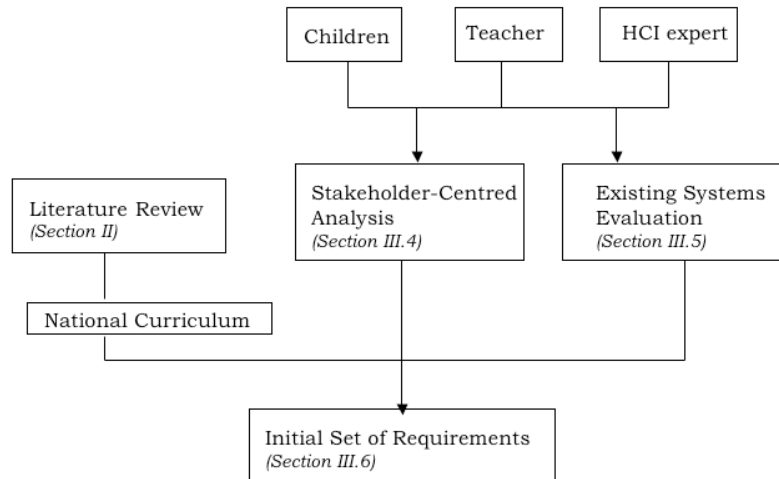 Children
Teacher
HCI expert
Literature Review
(Section II)
Stakeholder-Centred
Analysis
(Section III.4)
Existing Systems
Evaluation
(Section III.5)
National Curriculum
Initial Set of Requirements
(Section III.6)